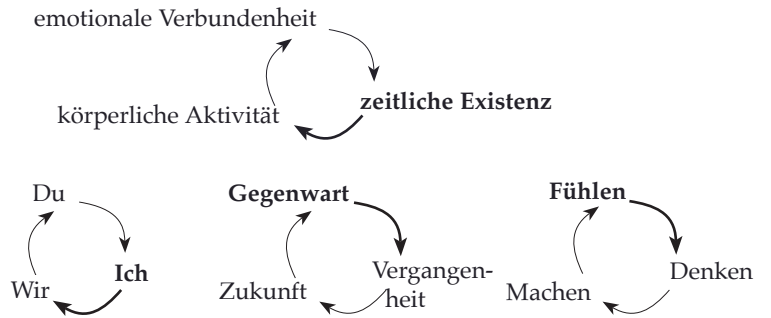 emotionale Verbundenheit
zeitliche Existenz
körperliche Aktivität
Du
Ich
Wir
Gegenwart
Vergangen-
heit
Zukunft
Fühlen
Denken
Machen